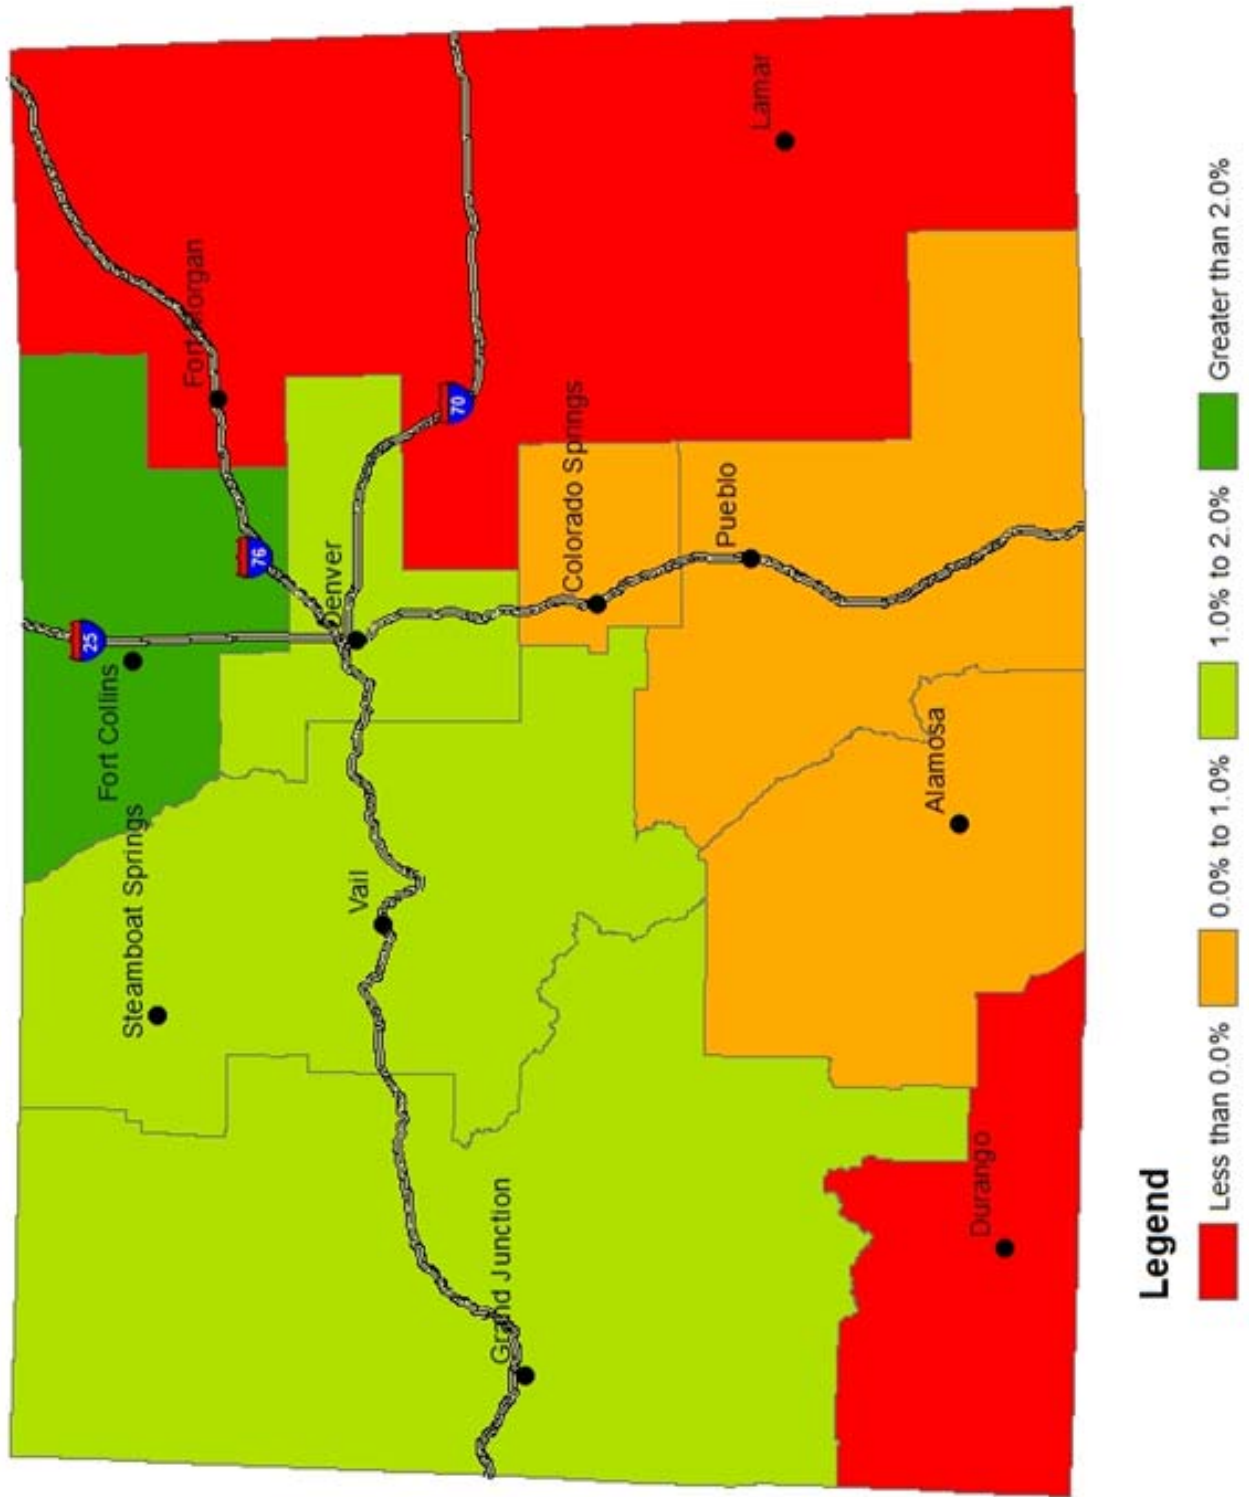 25
Fort Collins
Steamboat Springs
76
Fort Morgan
Denver
Vail
70
Grand Junction
Colorado Springs
Pueblo
Lamar
Alamosa
Durango
Legend
Less than 0.0%
0.0% to 1.0%
1.0% to 2.0%
Greater than 2.0%